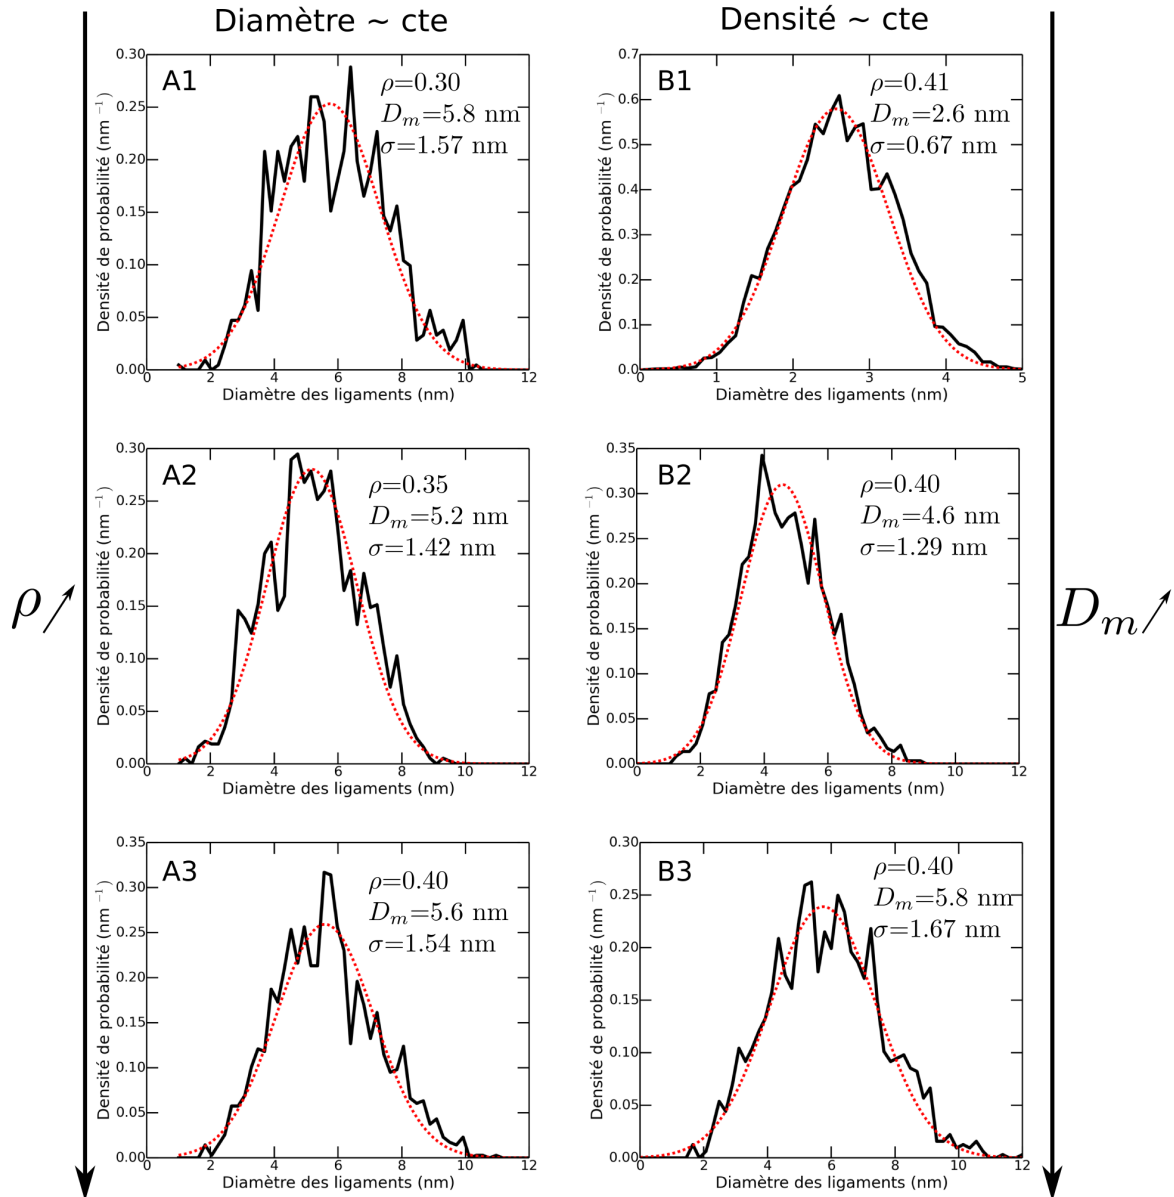 Diamètre ~ cte
Densité ~ cte
A1
ρ=0.30
D_m=5.8 nm
σ=1.57 nm
Densité de probabilité (nm⁻¹)
0.30
0.25
0.20
0.15
0.10
0.05
0.00
0 2 4 6 8 10 12
Diamètre des ligaments (nm)
B1
ρ=0.41
D_m=2.6 nm
σ=0.67 nm
Densité de probabilité (nm⁻¹)
0.7
0.6
0.5
0.4
0.3
0.2
0.1
0.0
0 1 2 3 4 5
Diamètre des ligaments (nm)
A2
ρ=0.35
D_m=5.2 nm
σ=1.42 nm
Densité de probabilité (nm⁻¹)
0.30
0.25
0.20
0.15
0.10
0.05
0.00
0 2 4 6 8 10 12
Diamètre des ligaments (nm)
B2
ρ=0.40
D_m=4.6 nm
σ=1.29 nm
Densité de probabilité (nm⁻¹)
0.35
0.30
0.25
0.20
0.15
0.10
0.05
0.00
0 2 4 6 8 10 12
Diamètre des ligaments (nm)
ρ↗
D_m↗
A3
ρ=0.40
D_m=5.6 nm
σ=1.54 nm
Densité de probabilité (nm⁻¹)
0.35
0.30
0.25
0.20
0.15
0.10
0.05
0.00
0 2 4 6 8 10 12
Diamètre des ligaments (nm)
B3
ρ=0.40
D_m=5.8 nm
σ=1.67 nm
Densité de probabilité (nm⁻¹)
0.30
0.25
0.20
0.15
0.10
0.05
0.00
0 2 4 6 8 10 12
Diamètre des ligaments (nm)